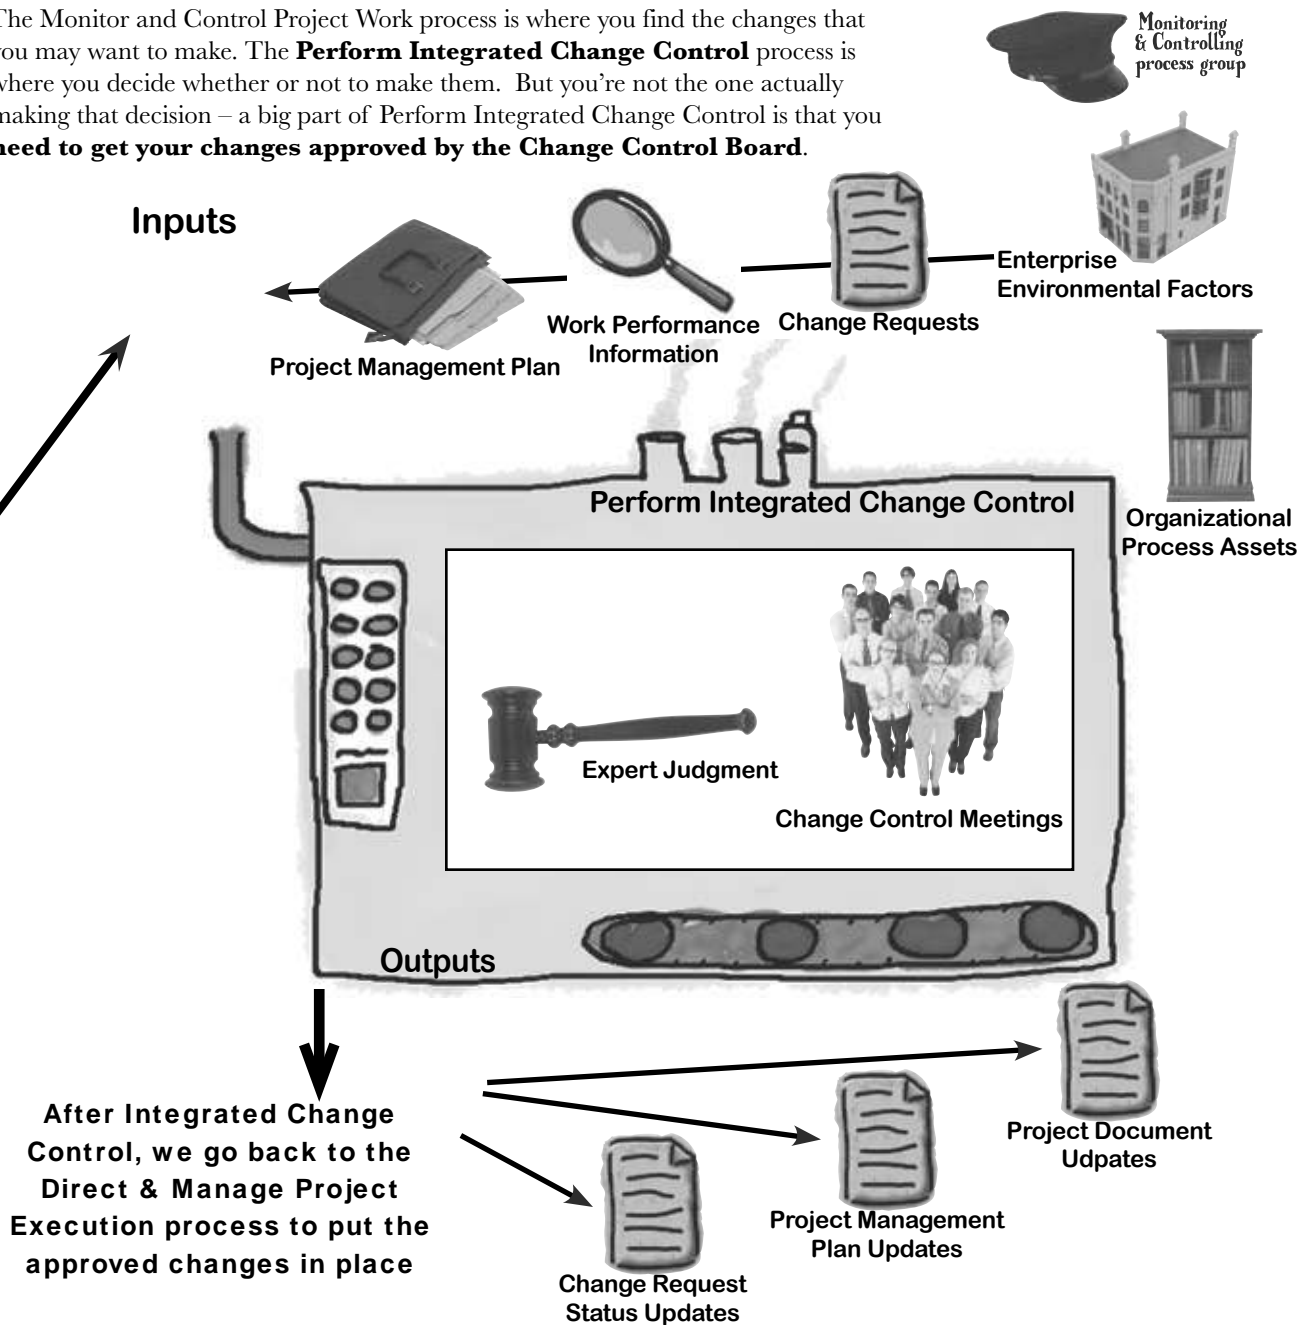 The Monitor and Control Project Work process is where you find the changes that
you may want to make. The Perform Integrated Change Control process is
where you decide whether or not to make them. But you're not the one actually
making that decision – a big part of Perform Integrated Change Control is that you
need to get your changes approved by the Change Control Board.
Monitoring
& Controlling
process group
Inputs
Enterprise
Environmental Factors
Change Requests
Work Performance
Information
Project Management Plan
Organizational
Process Assets
Perform Integrated Change Control
Expert Judgment
Change Control Meetings
Outputs
After Integrated Change
Control, we go back to the
Direct & Manage Project
Execution process to put the
approved changes in place
Project Document
Udpates
Project Management
Plan Updates
Change Request
Status Updates